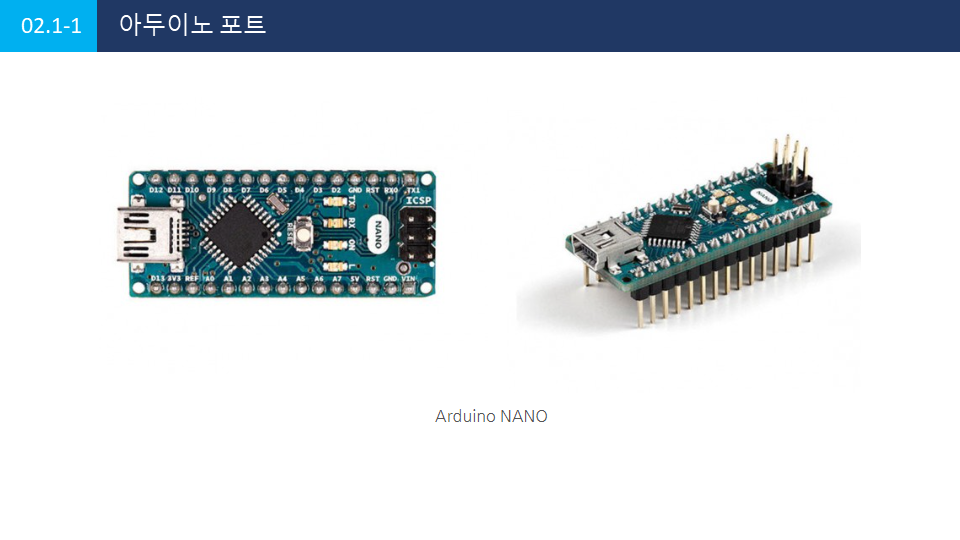 02.1-1 아두이노 포트
D12 D11 D10 D9 D8 D7 D6 D5 D4 D3 D2 GND RST RX0 TX1
ICSP
TX
RX
ON
L
RESET
NANO
D13 3V3 REF A0 A1 A2 A3 A4 A5 A6 A7 5V RST GND VIN
NANO
Arduino NANO